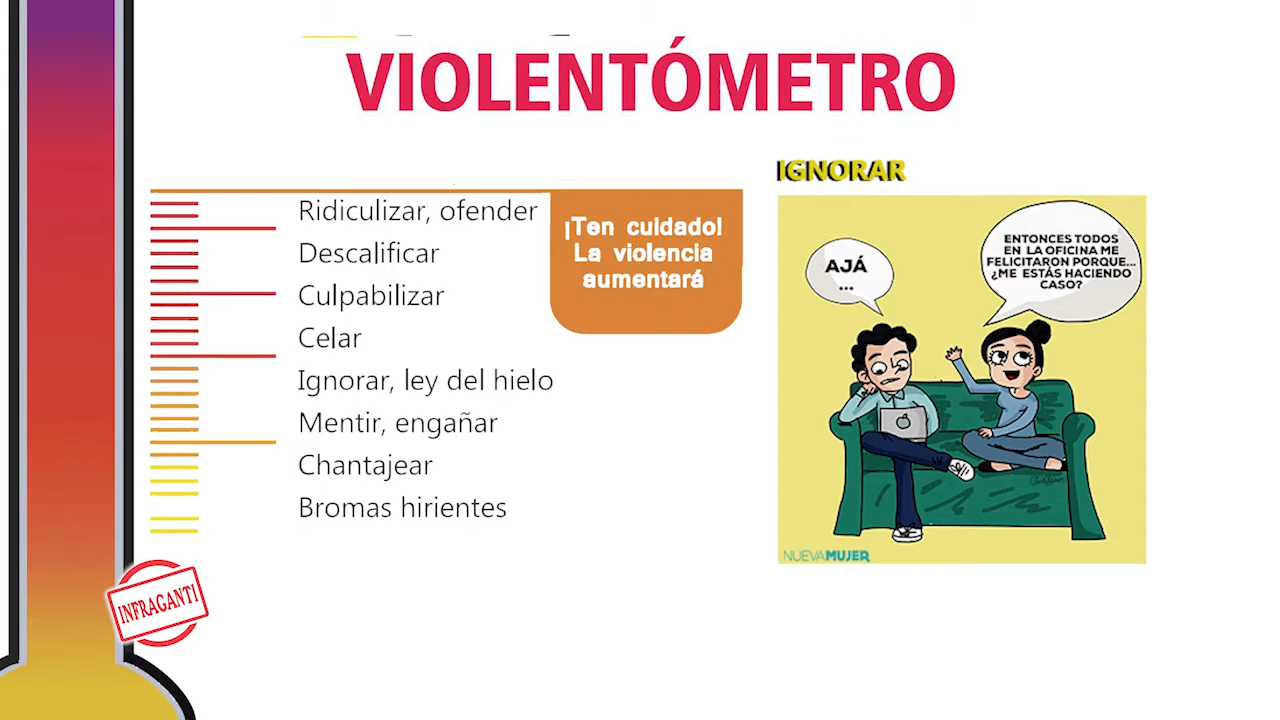 VIOLENTÓMETRO
Ridiculizar, ofender
Descalificar
Culpabilizar
Celar
Ignorar, ley del hielo
Mentir, engañar
Chantajear
Bromas hirientes
¡Ten cuidado!
La violencia
aumentará
IGNORAR
AJÁ
...
ENTONCES TODOS
EN LA OFICINA ME
FELICITARON PORQUE...
¿ME ESTÁS HACIENDO
CASO?
NUEVAMUJER
INFRAGANTI